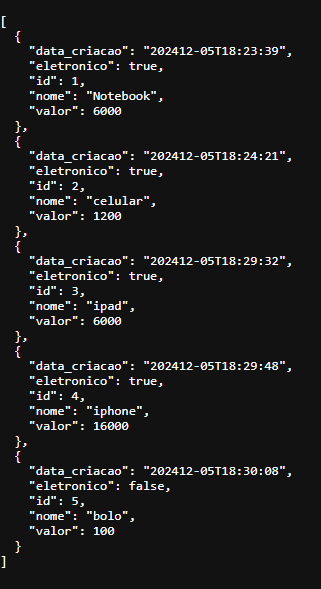 [
  {
    "data_criacao": "202412-05T18:23:39",
    "eletronico": true,
    "id": 1,
    "nome": "Notebook",
    "valor": 6000
  },
  {
    "data_criacao": "202412-05T18:24:21",
    "eletronico": true,
    "id": 2,
    "nome": "celular",
    "valor": 1200
  },
  {
    "data_criacao": "202412-05T18:29:32",
    "eletronico": true,
    "id": 3,
    "nome": "ipad",
    "valor": 6000
  },
  {
    "data_criacao": "202412-05T18:29:48",
    "eletronico": true,
    "id": 4,
    "nome": "iphone",
    "valor": 16000
  },
  {
    "data_criacao": "202412-05T18:30:08",
    "eletronico": false,
    "id": 5,
    "nome": "bolo",
    "valor": 100
  }
]